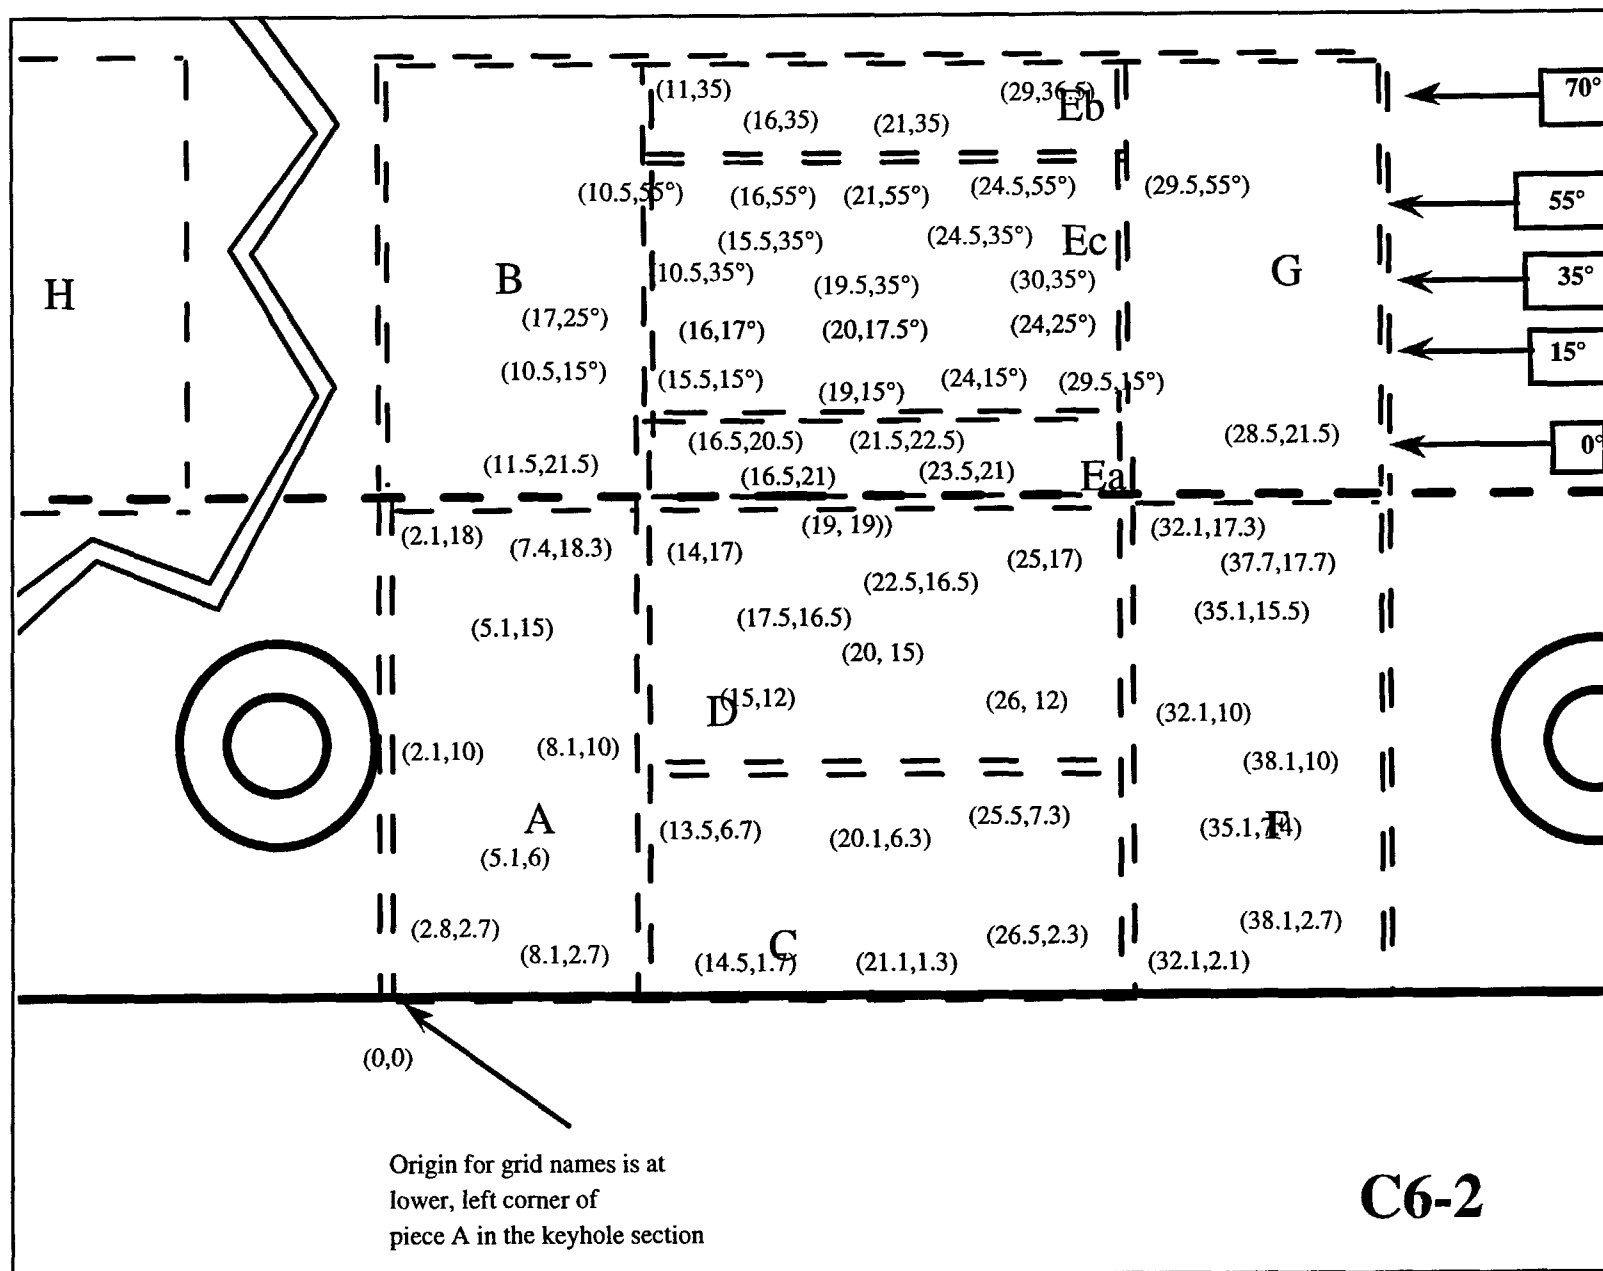 (11,35) (29,36.5) 70°
Eb
(16,35) (21,35)
(10.5,55°) (16,55°) (21,55°) (24.5,55°) (29.5,55°) 55°
(15.5,35°) (24.5,35°) Ec
H B (10.5,35°) (19.5,35°) (30,35°) G 35°
(17,25°) (16,17°) (20,17.5°) (24,25°) 15°
(10.5,15°) (15.5,15°) (19,15°) (24,15°) (29.5,15°)
(11.5,21.5) (16.5,20.5) (21.5,22.5) (28.5,21.5) 0°
(16.5,21) (23.5,21) Ea
(2.1,18) (7.4,18.3) (14,17) (19, 19)) (25,17) (32.1,17.3)
(22.5,16.5) (37.7,17.7)
(5.1,15) (17.5,16.5) (35.1,15.5)
(20, 15)
D (15,12) (26, 12) (32.1,10)
(2.1,10) (8.1,10) (38.1,10)
A (13.5,6.7) (20.1,6.3) (25.5,7.3) (35.1,7.4) F
(5.1,6)
(2.8,2.7) (8.1,2.7) C (26.5,2.3) (38.1,2.7)
(14.5,1.7) (21.1,1.3) (32.1,2.1)
(0,0)
Origin for grid names is at
lower, left corner of
piece A in the keyhole section
C6-2